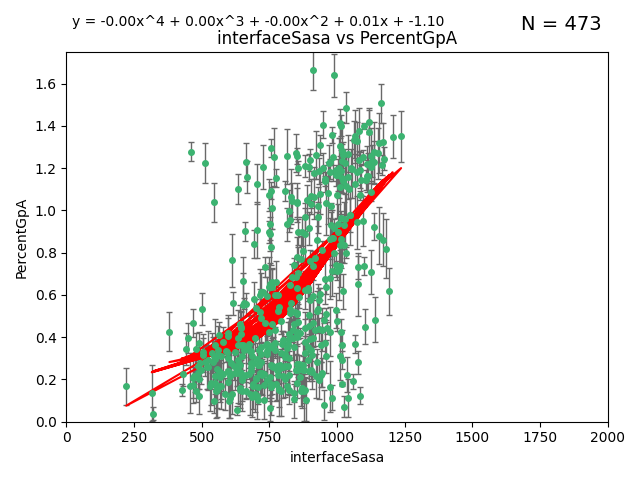 y = -0.00x^4 + 0.00x^3 + -0.00x^2 + 0.01x + -1.10
N = 473
interfaceSasa vs PercentGpA
PercentGpA
1.6
1.4
1.2
1.0
0.8
0.6
0.4
0.2
0.0
0 250 500 750 1000 1250 1500 1750 2000
interfaceSasa